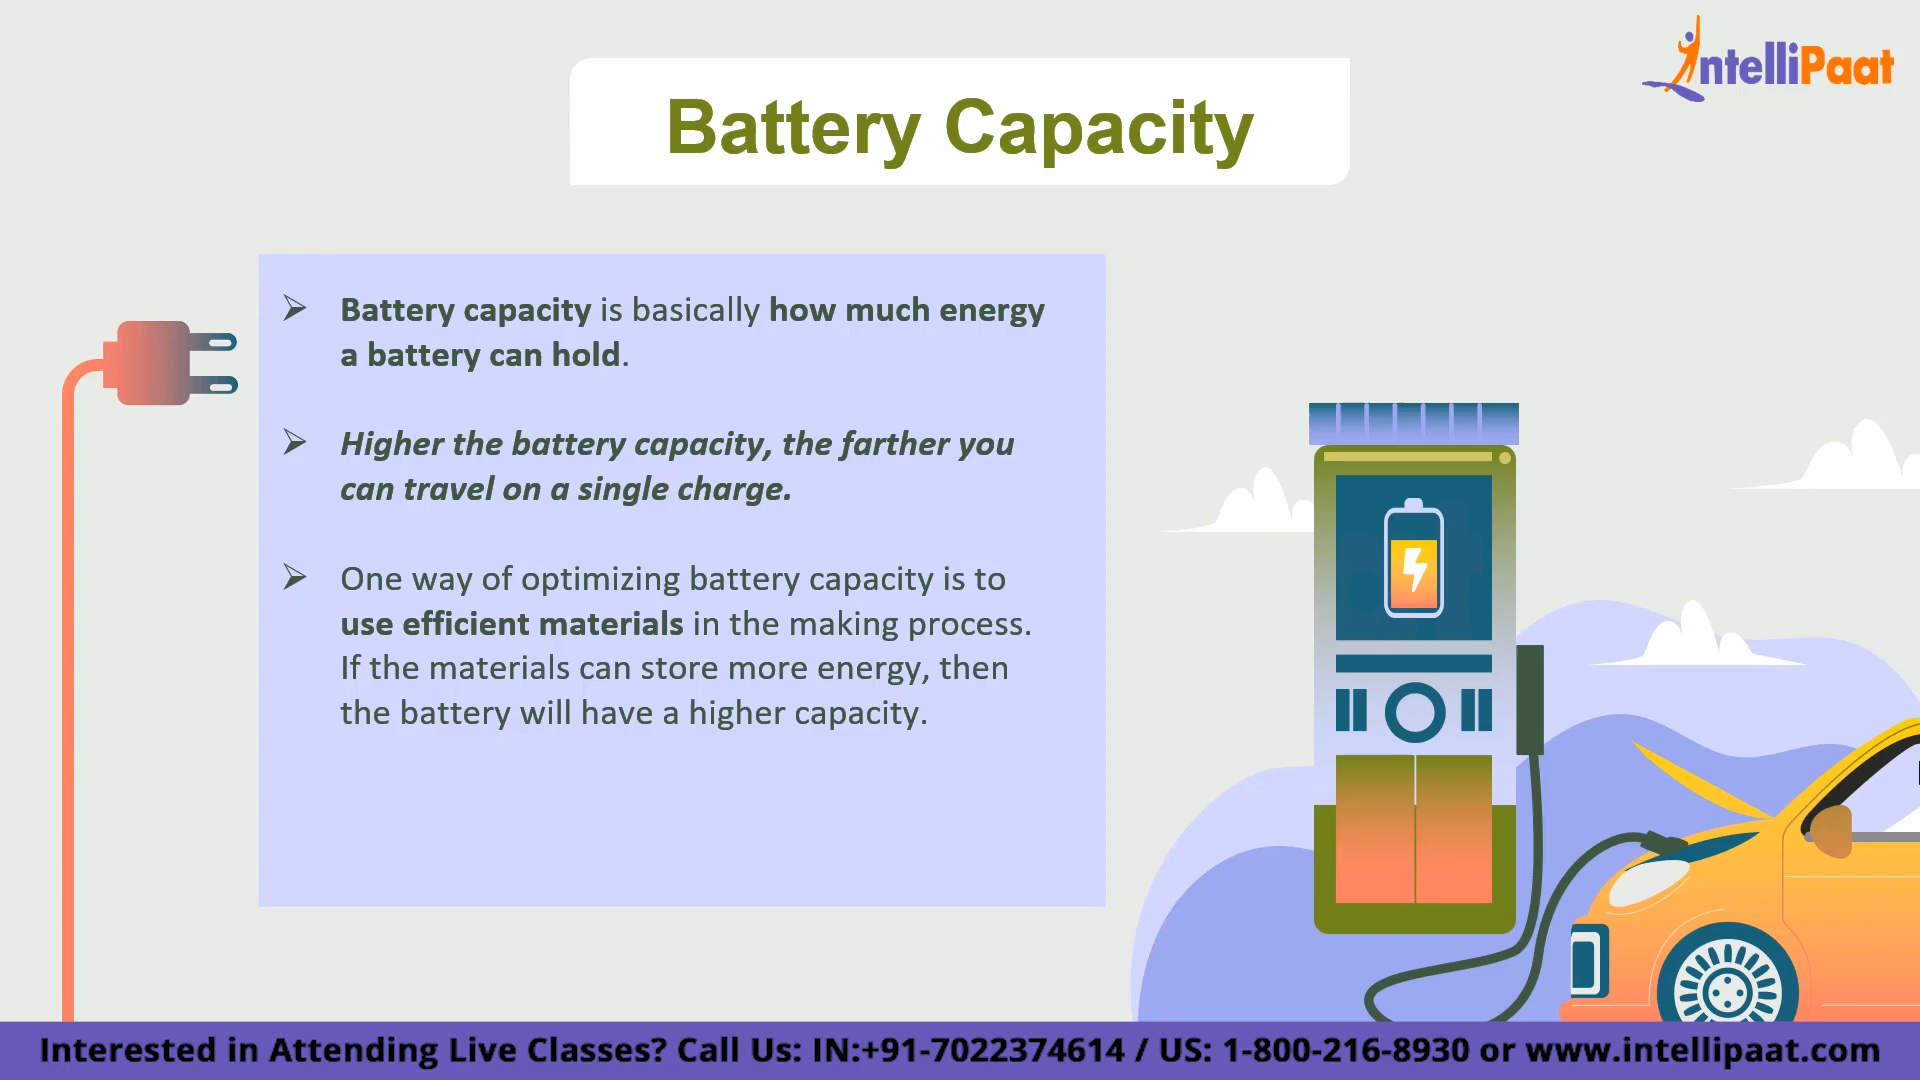 IntelliPaat
Battery Capacity
➢ Battery capacity is basically how much energy
a battery can hold.
➢ Higher the battery capacity, the farther you
can travel on a single charge.
➢ One way of optimizing battery capacity is to
use efficient materials in the making process.
If the materials can store more energy, then
the battery will have a higher capacity.
Interested in Attending Live Classes? Call Us: IN:+91-7022374614 / US: 1-800-216-8930 or www.intellipaat.com